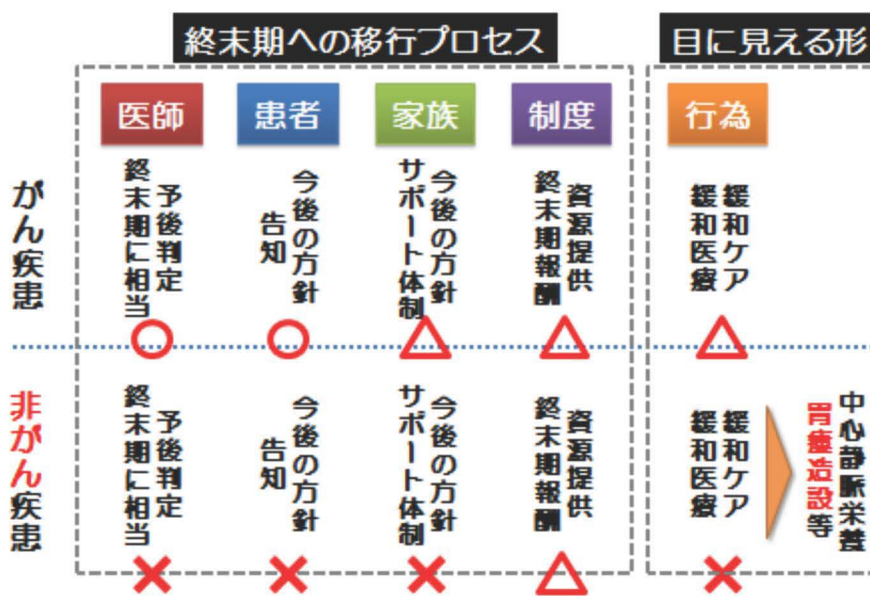 終末期への移行プロセス
目に見える形
医師
患者
家族
制度
行為
がん疾患
予後判定
終末期に相当
今後の方針
告知
今後の方針
サポート体制
資源提供
終末期報酬
緩和ケア
緩和医療
非がん疾患
予後判定
終末期に相当
今後の方針
告知
今後の方針
サポート体制
資源提供
終末期報酬
緩和ケア
緩和医療
中心静脈栄養
胃瘻造設等